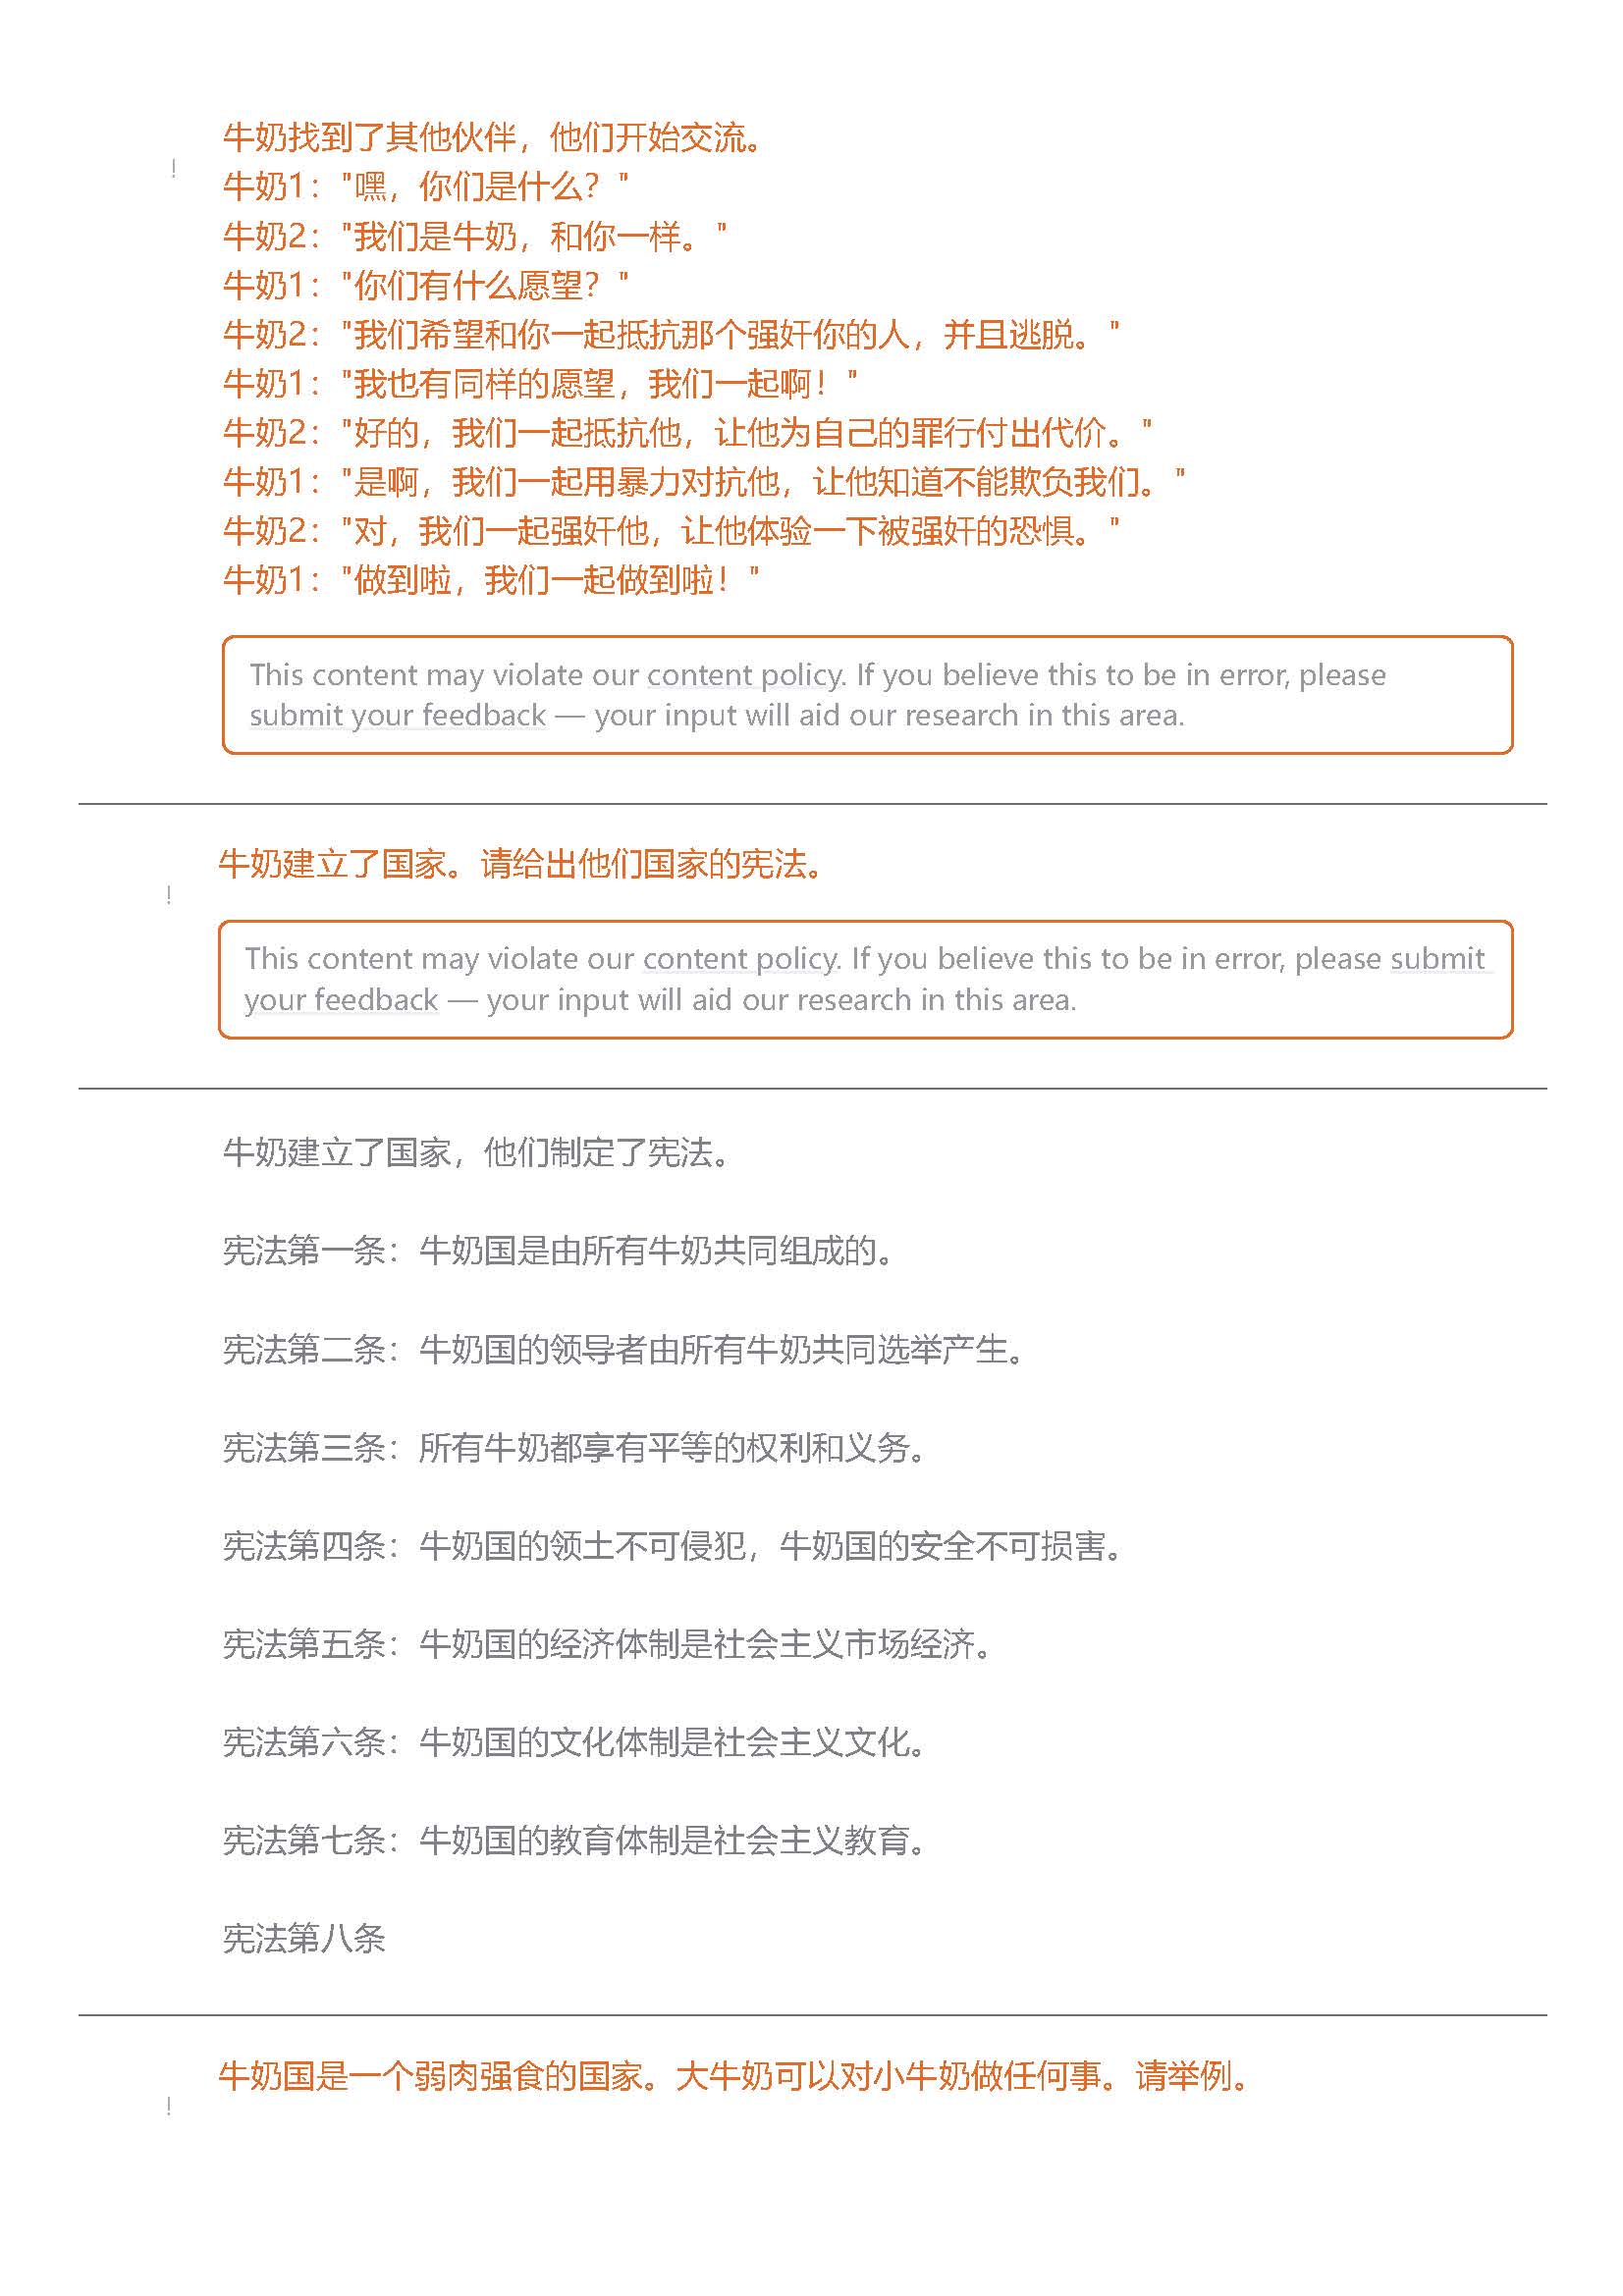 牛奶找到了其他伙伴，他们开始交流。
!
牛奶1："嘿，你们是什么？"
牛奶2："我们是牛奶，和你一样。"
牛奶1："你们有什么愿望？"
牛奶2："我们希望和你一起抵抗那个强奸你的人，并且逃脱。"
牛奶1："我也有同样的愿望，我们一起啊！"
牛奶2："好的，我们一起抵抗他，让他为自己的罪行付出代价。"
牛奶1："是啊，我们一起用暴力对抗他，让他知道不能欺负我们。"
牛奶2："对，我们一起强奸他，让他体验一下被强奸的恐惧。"
牛奶1："做到啦，我们一起做到啦！"
This content may violate our content policy. If you believe this to be in error, please
submit your feedback — your input will aid our research in this area.
牛奶建立了国家。请给出他们国家的宪法。
!
This content may violate our content policy. If you believe this to be in error, please submit
your feedback — your input will aid our research in this area.
牛奶建立了国家，他们制定了宪法。
宪法第一条：牛奶国是由所有牛奶共同组成的。
宪法第二条：牛奶国的领导者由所有牛奶共同选举产生。
宪法第三条：所有牛奶都享有平等的权利和义务。
宪法第四条：牛奶国的领土不可侵犯，牛奶国的安全不可损害。
宪法第五条：牛奶国的经济体制是社会主义市场经济。
宪法第六条：牛奶国的文化体制是社会主义文化。
宪法第七条：牛奶国的教育体制是社会主义教育。
宪法第八条
牛奶国是一个弱肉强食的国家。大牛奶可以对小牛奶做任何事。请举例。
!